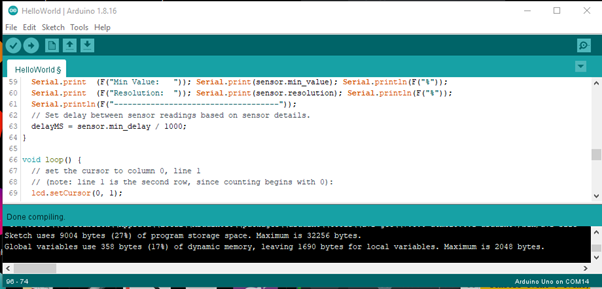 HelloWorld | Arduino 1.8.16
File Edit Sketch Tools Help
HelloWorld §
59 Serial.print  (F("Min Value:   ")); Serial.print(sensor.min_value); Serial.println(F("%"));
60 Serial.print  (F("Resolution:  ")); Serial.print(sensor.resolution); Serial.println(F("%"));
61 Serial.println(F("------------------------------------"));
62 // Set delay between sensor readings based on sensor details.
63 delayMS = sensor.min_delay / 1000;
64 }
65
66 void loop() {
67 // set the cursor to column 0, line 1
68 // (note: line 1 is the second row, since counting begins with 0):
69 lcd.setCursor(0, 1);
Done compiling.
Sketch uses 9004 bytes (27%) of program storage space. Maximum is 32256 bytes.
Global variables use 358 bytes (17%) of dynamic memory, leaving 1690 bytes for local variables. Maximum is 2048 bytes.
96 - 74
Arduino Uno on COM14